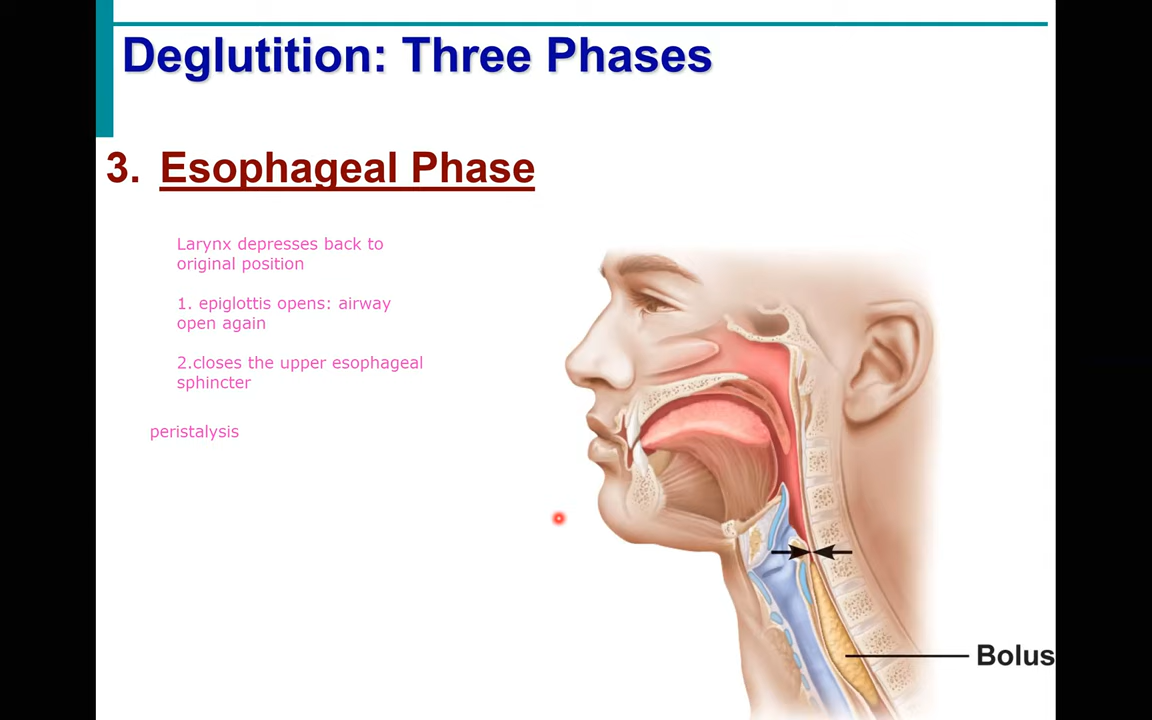 Deglutition: Three Phases
3. Esophageal Phase
Larynx depresses back to
original position
1. epiglottis opens: airway
open again
2.closes the upper esophageal
sphincter
peristalysis
Bolus